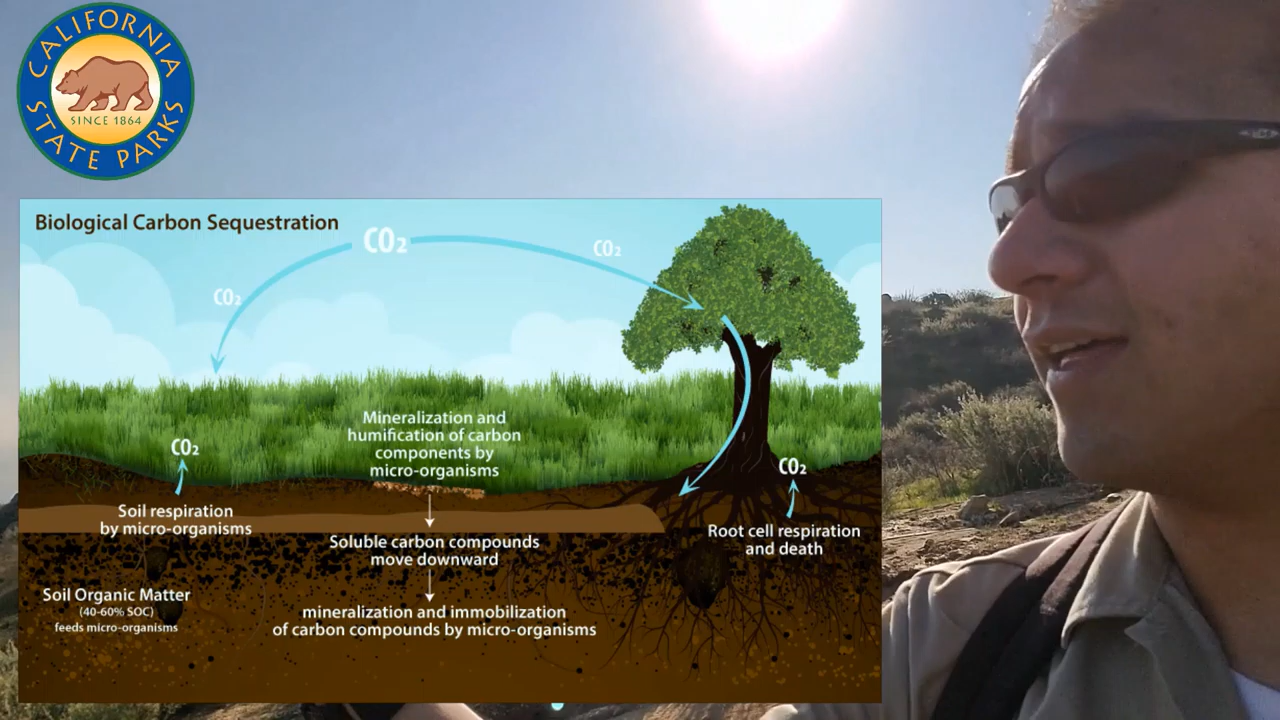 CALIFORNIA
SINCE 1864
STATE PARKS
Biological Carbon Sequestration
CO₂
CO₂
CO₂
Mineralization and
humification of carbon
components by
micro-organisms
CO₂
CO₂
Soil respiration
by micro-organisms
Soluble carbon compounds
move downward
Root cell respiration
and death
Soil Organic Matter
(40-60% SOC)
feeds micro-organisms
mineralization and immobilization
of carbon compounds by micro-organisms